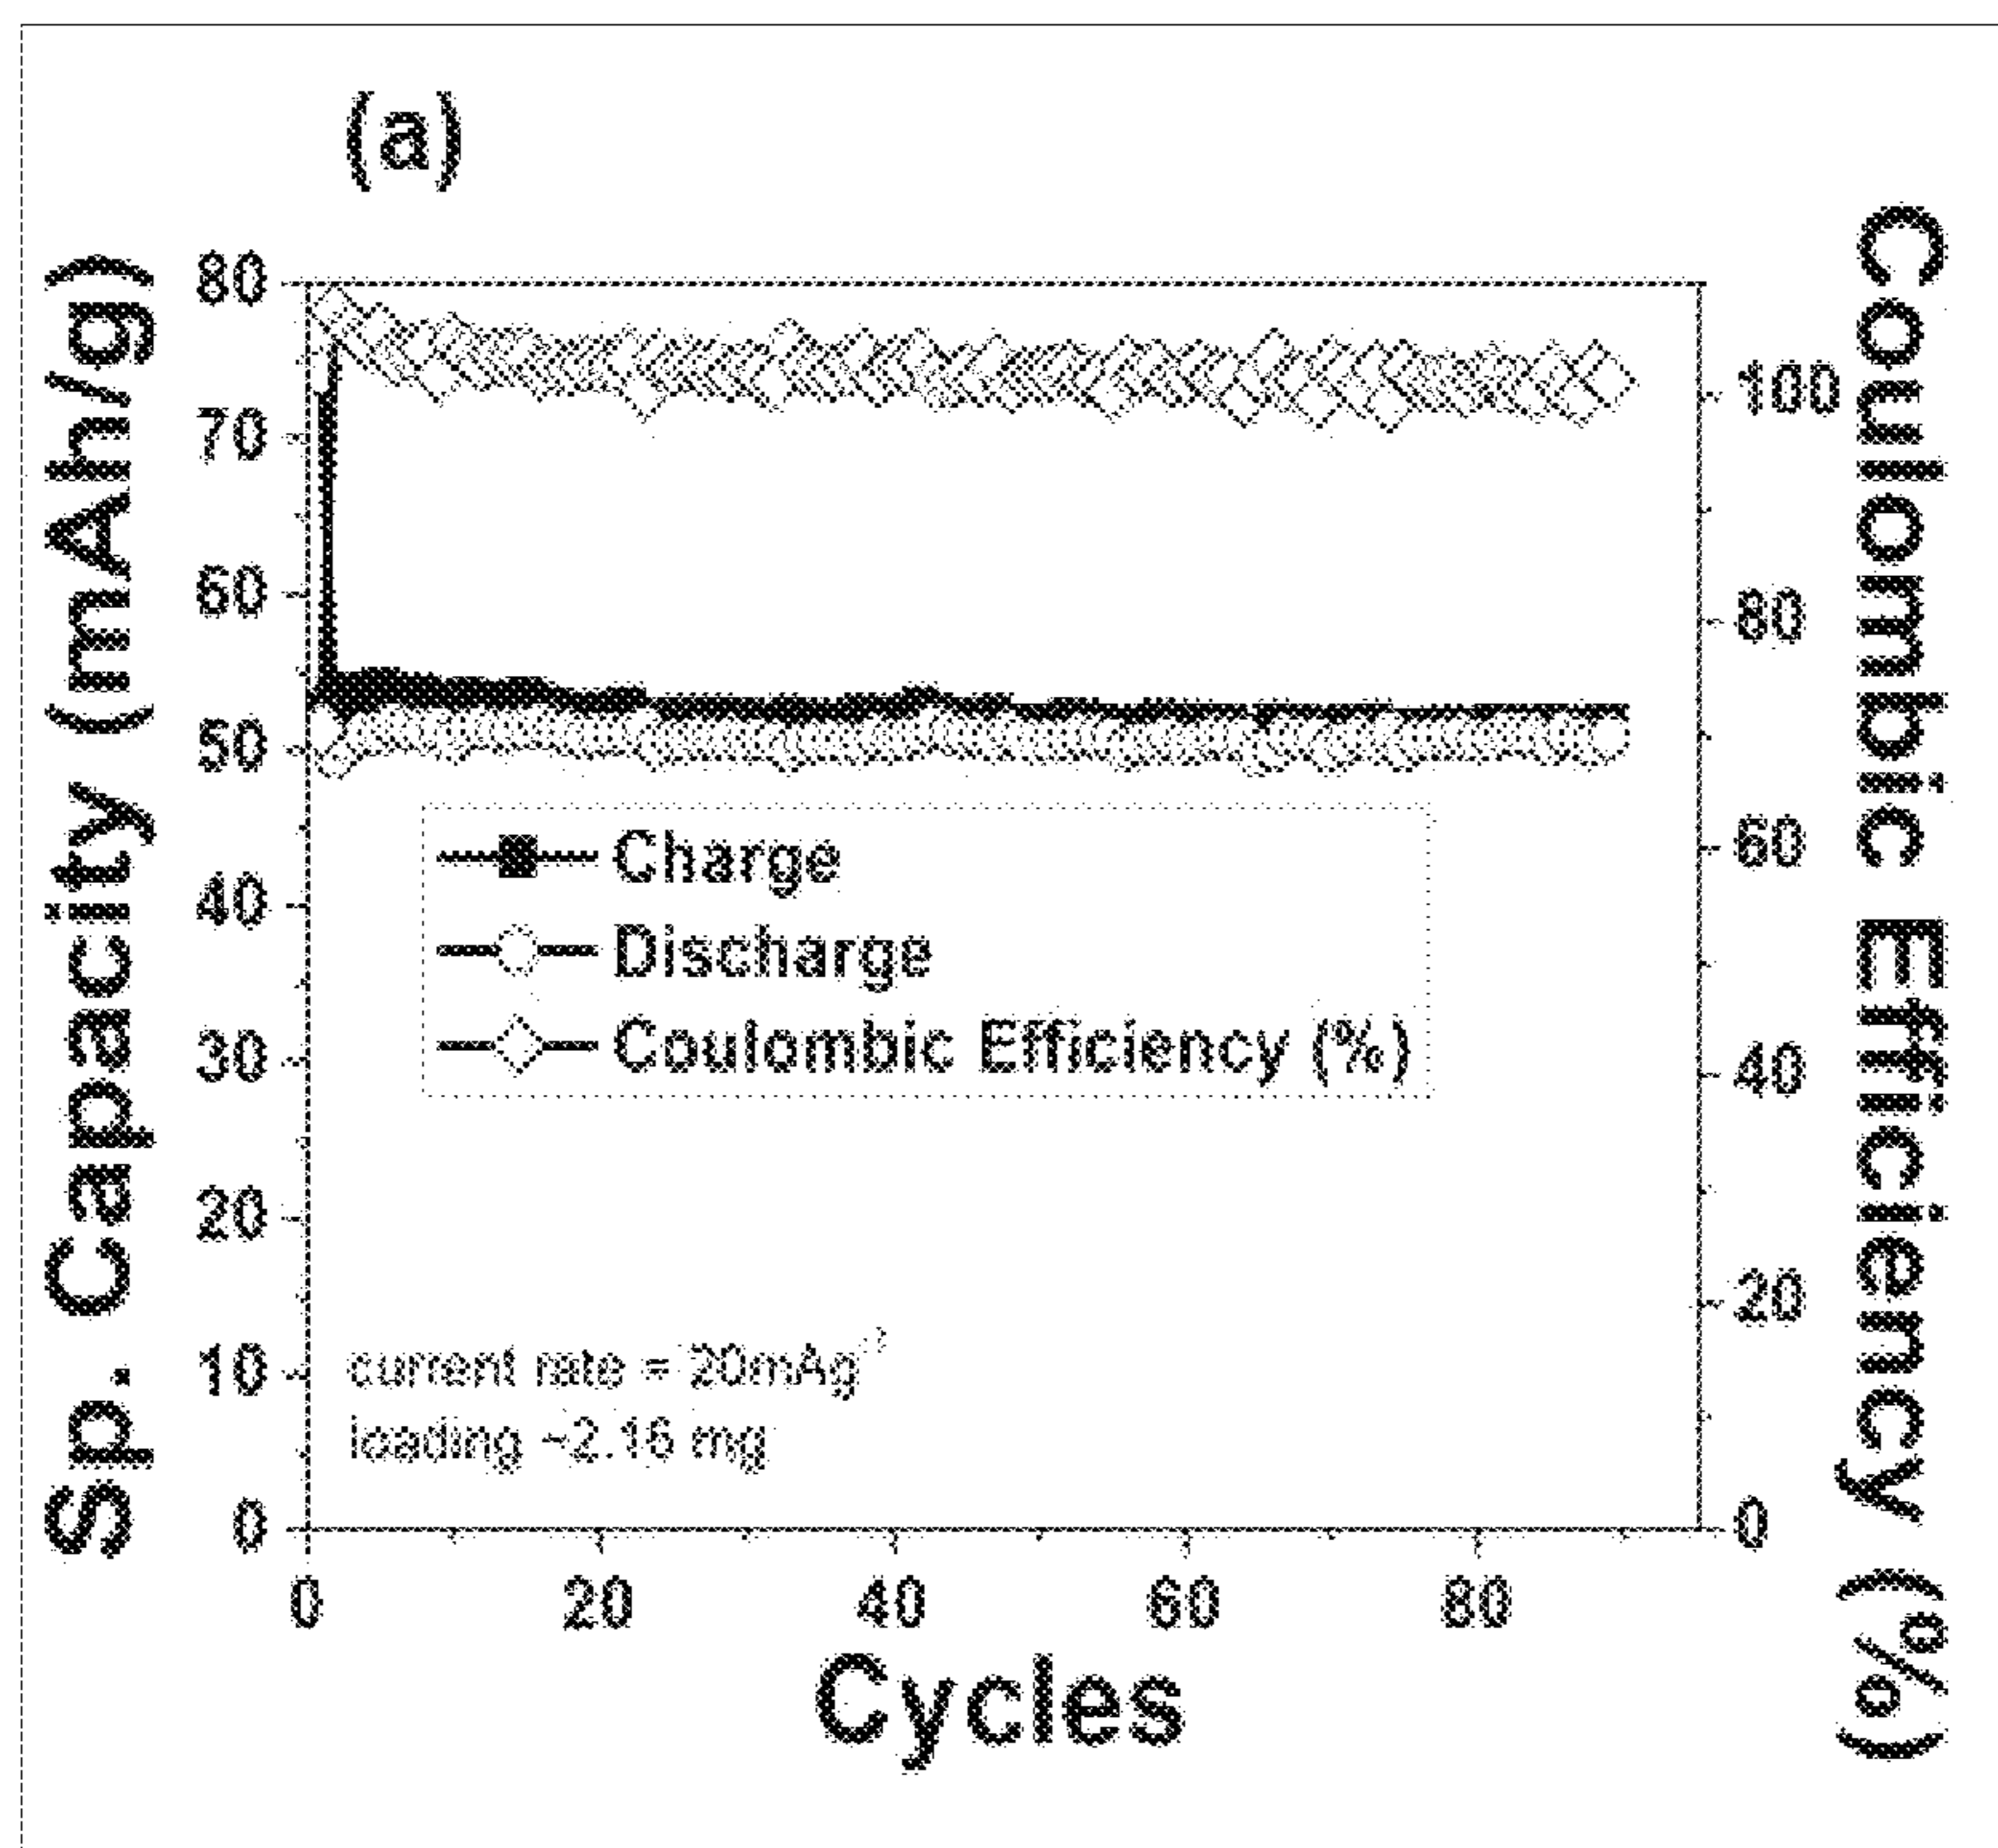 (a)
Sp. Capacity (mAh/g)
80
70
60
50
40
30
20
10
0
Charge
Discharge
Coulombic Efficiency (%)
current rate = 20mAg
loading ~2.16 mg
0
20
40
60
80
Cycles
100
80
60
40
20
0
Coulombic Efficiency (%)